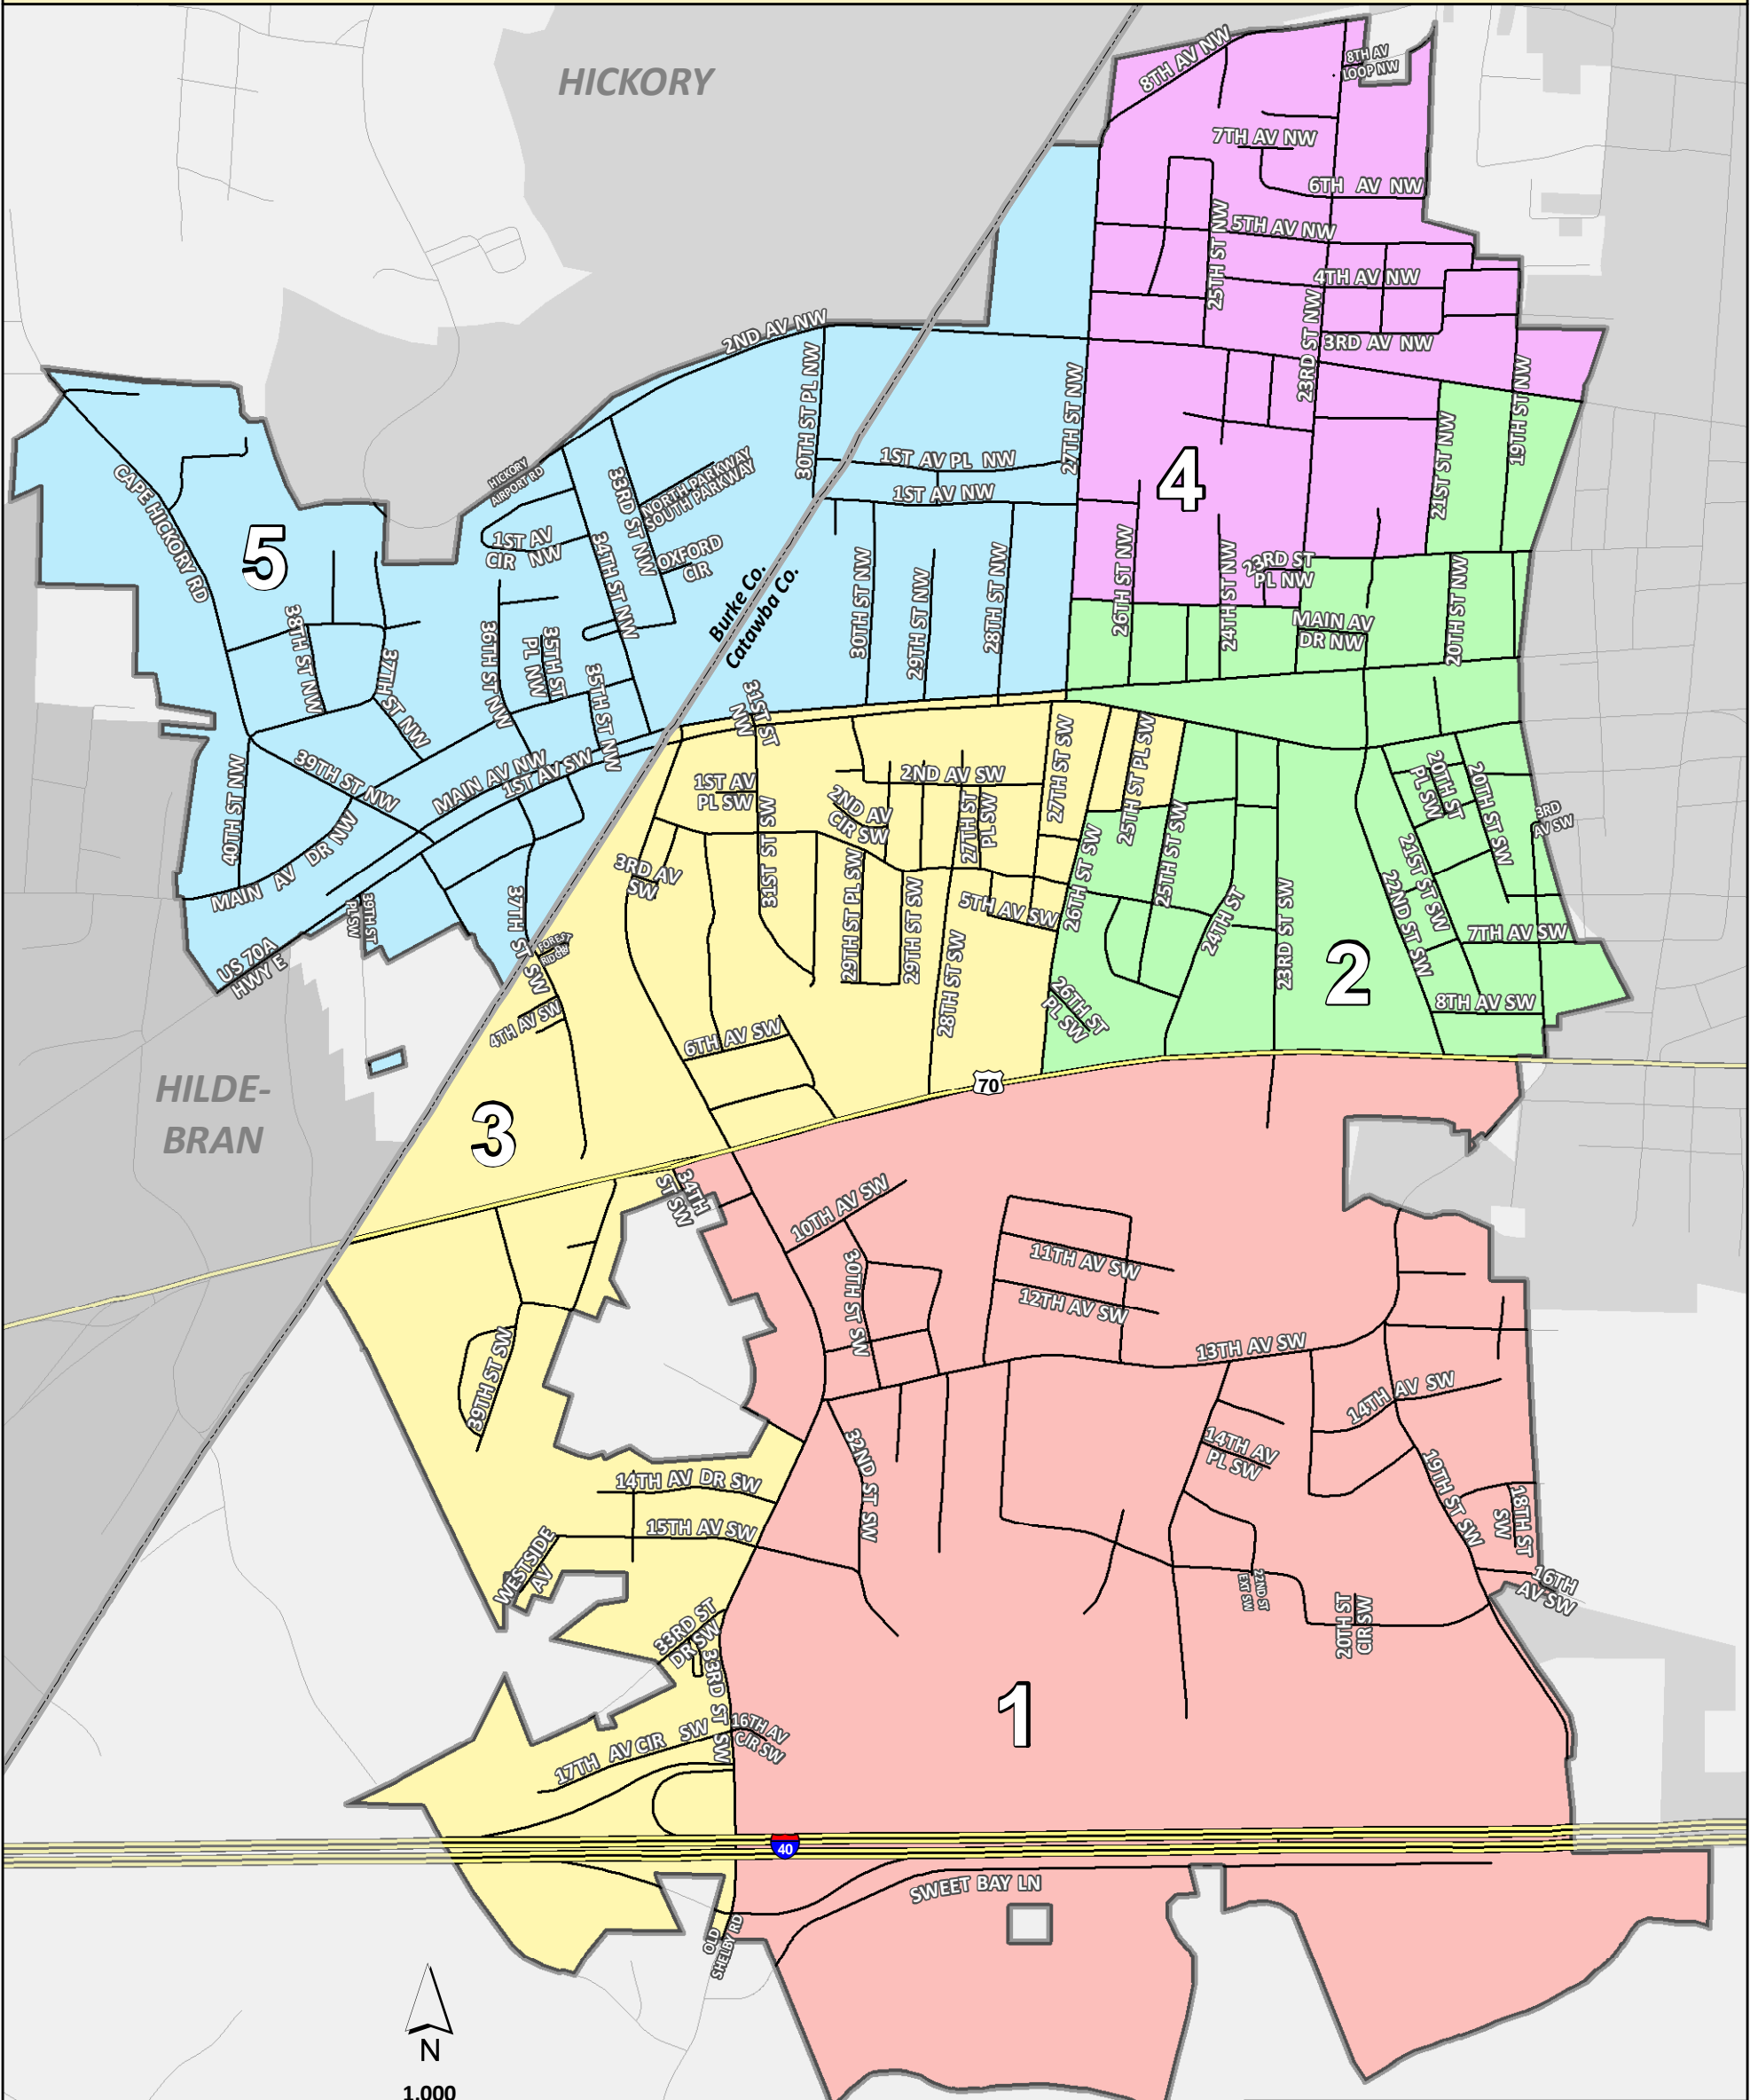 HICKORY
8TH AV NW
8TH AV
LOOP NW
7TH AV NW
6TH AV NW
25TH ST NW
5TH AV NW
4TH AV NW
23RD ST NW
3RD AV NW
2ND AV NW
30TH ST PL NW
27TH ST NW
19TH ST NW
21ST ST NW
HICKORY
AIRPORT RD
33RD ST NW
NORTH PARKWAY
SOUTH PARKWAY
1ST AV PL NW
1ST AV NW
4
CAPE HICKORY RD
5
1ST AV
CIR NW
34TH ST NW
OXFORD
CIR
Burke Co.
Catawba Co.
30TH ST NW
29TH ST NW
28TH ST NW
26TH ST NW
24TH ST NW
23RD ST
PL NW
MAIN AV
DR NW
20TH ST NW
38TH ST NW
37TH ST NW
36TH ST NW
35TH ST
PL NW
35TH ST NW
31ST ST
NW
39TH ST NW
MAIN AV NW
1ST AV SW
40TH ST NW
MAIN AV DR NW
1ST AV
PL SW
31ST ST SW
2ND AV SW
2ND AV
CIR SW
27TH ST
PL SW
27TH ST SW
25TH ST PL SW
26TH ST SW
25TH ST SW
20TH ST
PL SW
20TH ST SW
3RD
AV SW
21ST ST SW
22ND ST SW
3RD AV
SW
37TH ST SW
39TH ST
PL SW
29TH ST PL SW
29TH ST SW
5TH AV SW
28TH ST SW
24TH ST
23RD ST SW
7TH AV SW
2
8TH AV SW
US 70A
HWY E
FOREST
RIDGE
4TH AV SW
26TH ST
PL SW
6TH AV SW
70
HILDE-
BRAN
3
34TH
ST SW
10TH AV SW
30TH ST SW
11TH AV SW
12TH AV SW
13TH AV SW
39TH ST SW
14TH AV SW
32ND ST SW
14TH AV
PL SW
19TH ST SW
18TH ST
SW
14TH AV DR SW
15TH AV SW
WESTSIDE
AV
22ND ST
EXT SW
20TH ST
CIR SW
16TH
AV SW
33RD ST
DR SW
33RD ST SW
16TH AV
CIR SW
17TH AV CIR SW
1
40
SWEET BAY LN
OLD
SHELBY RD
N
1,000